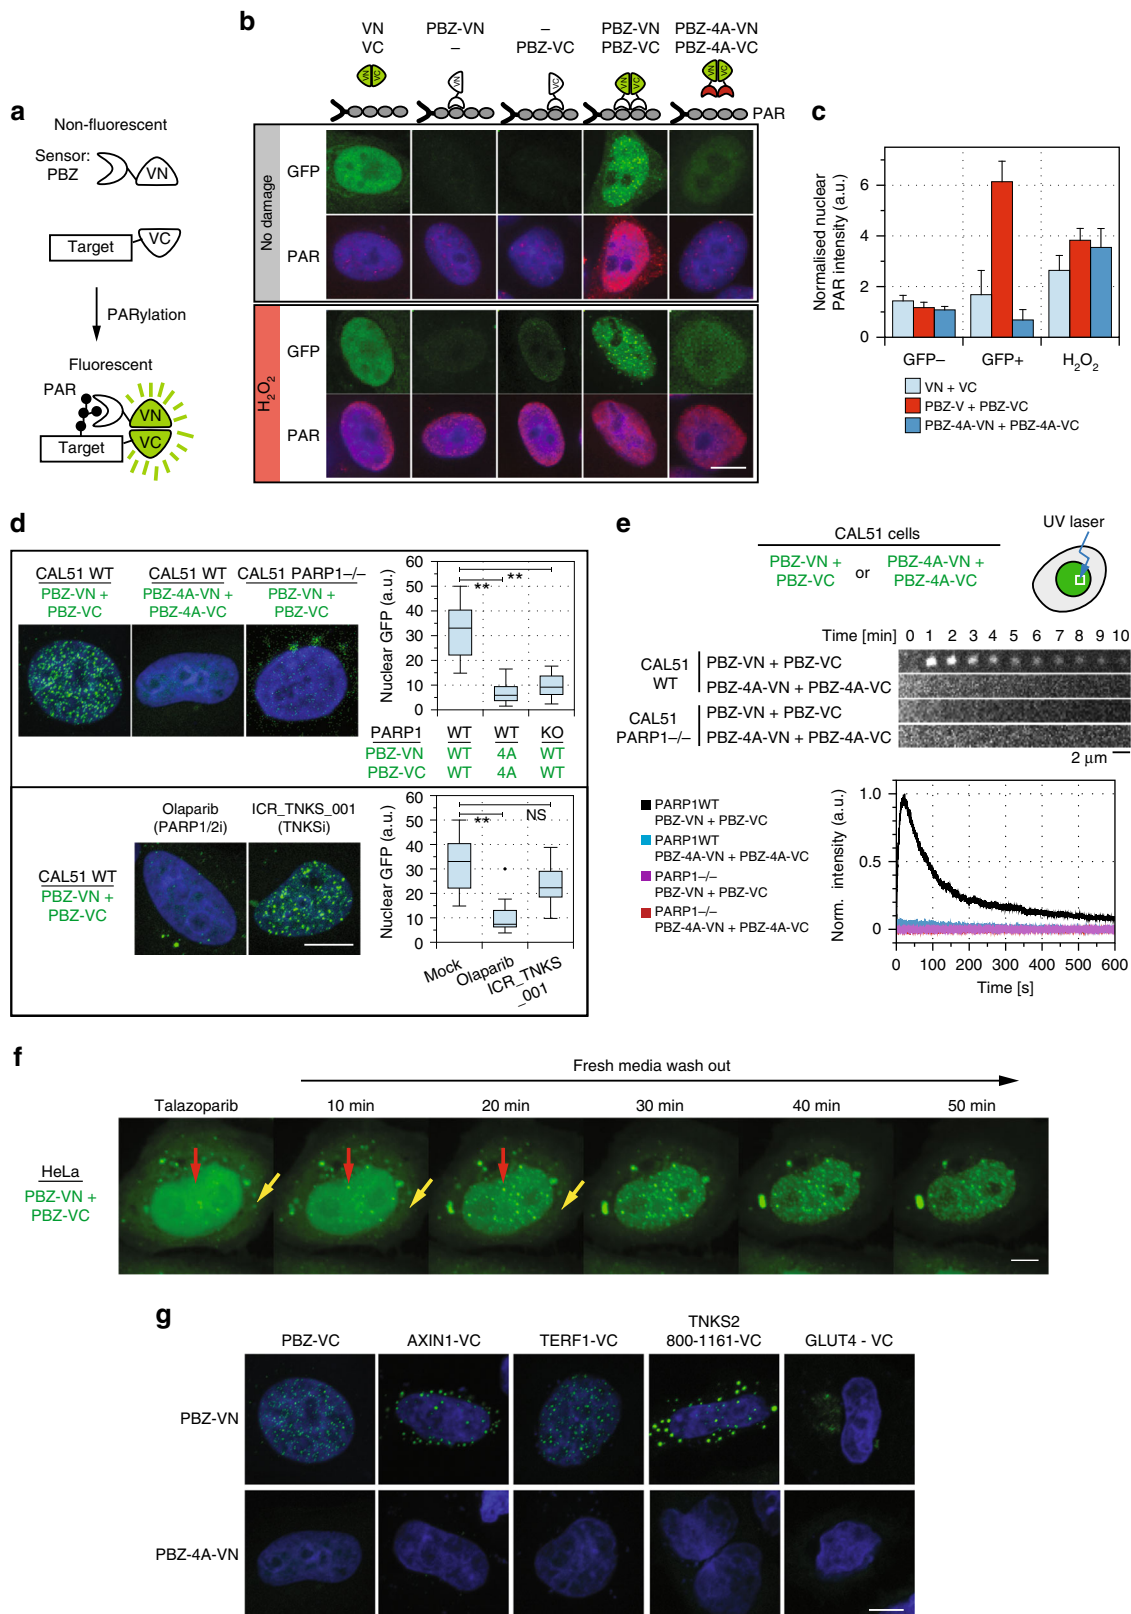 a
Non-fluorescent
Sensor:
PBZ
VN
Target
VC
PARylation
Fluorescent
PAR
VN
Target
VC
b
VN PBZ-VN – PBZ-VN PBZ-4A-VN
VC – PBZ-VC PBZ-VC PBZ-4A-VC
VN VC VN VC VN VC VN VC
PAR
No damage
GFP
PAR
H2O2
GFP
PAR
c
Normalised nuclear
PAR intensity (a.u.)
6
4
2
0
GFP– GFP+ H2O2
VN + VC
PBZ-V + PBZ-VC
PBZ-4A-VN + PBZ-4A-VC
d
CAL51 WT CAL51 WT CAL51 PARP1–/–
PBZ-VN + PBZ-4A-VN + PBZ-VN +
PBZ-VC PBZ-4A-VC PBZ-VC
Nuclear GFP (a.u.)
60
50
40
30
20
10
0
**
**
PARP1 WT WT KO
PBZ-VN WT 4A WT
PBZ-VC WT 4A WT
Olaparib ICR_TNKS_001
(PARP1/2i) (TNKSi)
CAL51 WT
PBZ-VN +
PBZ-VC
Nuclear GFP (a.u.)
60
50
40
30
20
10
0
NS
**
Mock
Olaparib
ICR_TNKS
_001
e
CAL51 cells
PBZ-VN + or PBZ-4A-VN +
PBZ-VC PBZ-4A-VC
UV laser
Time [min] 0 1 2 3 4 5 6 7 8 9 10
CAL51
WT
PBZ-VN + PBZ-VC
PBZ-4A-VN + PBZ-4A-VC
CAL51
PARP1–/–
PBZ-VN + PBZ-VC
PBZ-4A-VN + PBZ-4A-VC
2 μm
PARP1WT
PBZ-VN + PBZ-VC
PARP1WT
PBZ-4A-VN + PBZ-4A-VC
PARP1–/–
PBZ-VN + PBZ-VC
PARP1–/–
PBZ-4A-VN + PBZ-4A-VC
Norm. intensity (a.u.)
1.0
0.5
0
0 100 200 300 400 500 600
Time [s]
f
Fresh media wash out
Talazoparib 10 min 20 min 30 min 40 min 50 min
HeLa
PBZ-VN +
PBZ-VC
g
PBZ-VC AXIN1-VC TERF1-VC TNKS2 800-1161-VC GLUT4 - VC
PBZ-VN
PBZ-4A-VN